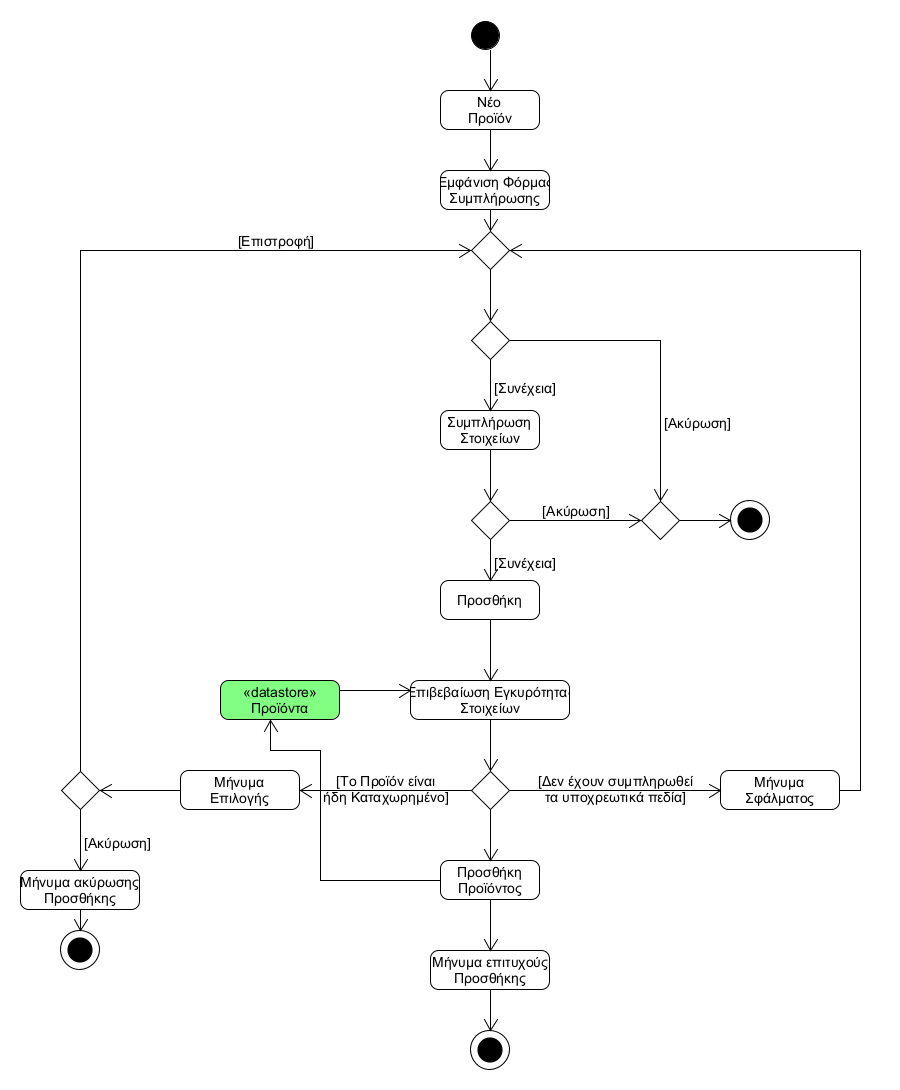 Νέο
Προϊόν
Εμφάνιση Φόρμας
Συμπλήρωσης
[Επιστροφή]
[Συνέχεια]
Συμπλήρωση
Στοιχείων
[Ακύρωση]
[Ακύρωση]
[Συνέχεια]
Προσθήκη
«datastore»
Προϊόντα
Επιβεβαίωση Εγκυρότητας
Στοιχείων
Μήνυμα
Επιλογής
[Το Προϊόν είναι
ήδη Καταχωρημένο]
[Δεν έχουν συμπληρωθεί
τα υποχρεωτικά πεδία]
Μήνυμα
Σφάλματος
[Ακύρωση]
Μήνυμα ακύρωσης
Προσθήκης
Προσθήκη
Προϊόντος
Μήνυμα επιτυχούς
Προσθήκης